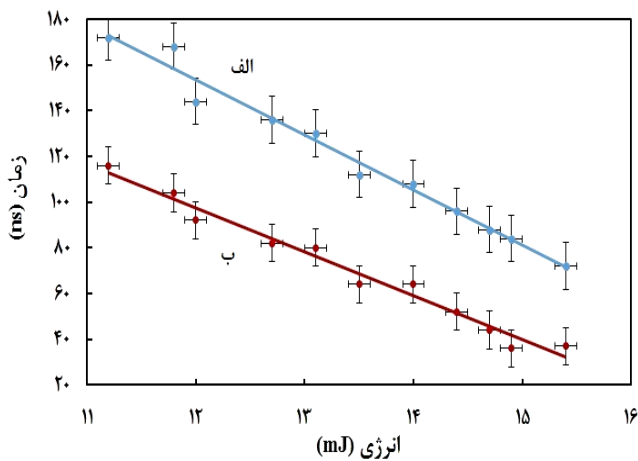 ۱۸۰
۱۶۰
۱۴۰
۱۲۰
۱۰۰
۸۰
۶۰
۴۰
۲۰
زمان (ns)
الف
ب
۱۱ ۱۲ ۱۳ ۱۴ ۱۵ ۱۶
انرژی (mJ)